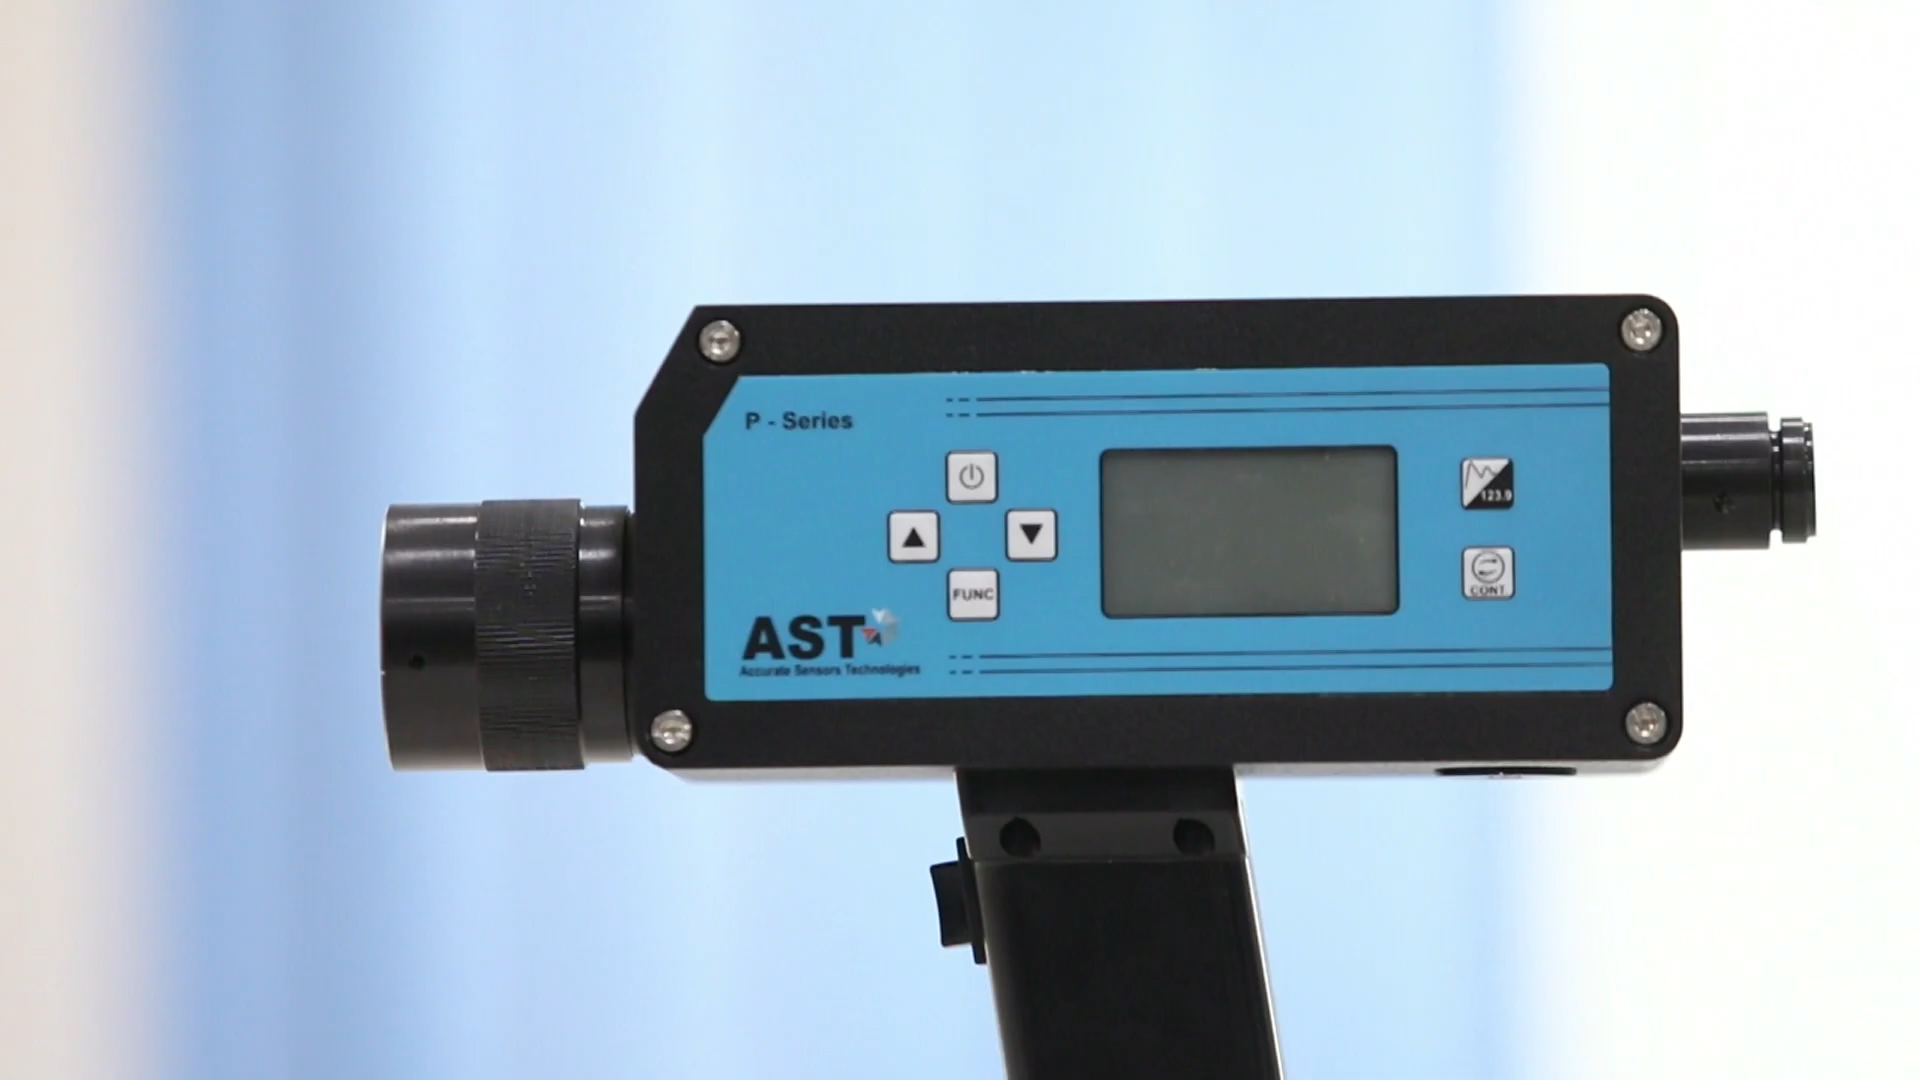 P - Series
123.9
FUNC
CONT.
AST
Accurate Sensors Technologies